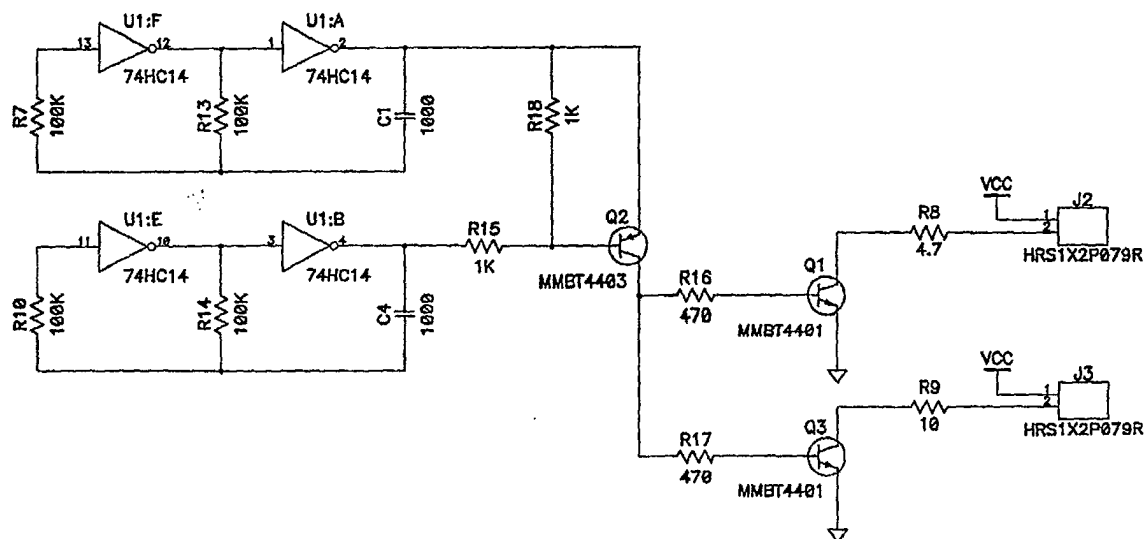 U1:F
U1:A
13
12
1
2
74HC14
74HC14
R7
100K
R13
100K
C1
1000
R18
1K
U1:E
U1:B
11
10
3
4
74HC14
74HC14
R15
1K
Q2
MMBT4403
R10
100K
R14
100K
C4
1000
R16
470
Q1
MMBT4401
R8
4.7
VCC
J2
1
2
HRS1X2P079R
R17
470
Q3
MMBT4401
R9
10
VCC
J3
1
2
HRS1X2P079R